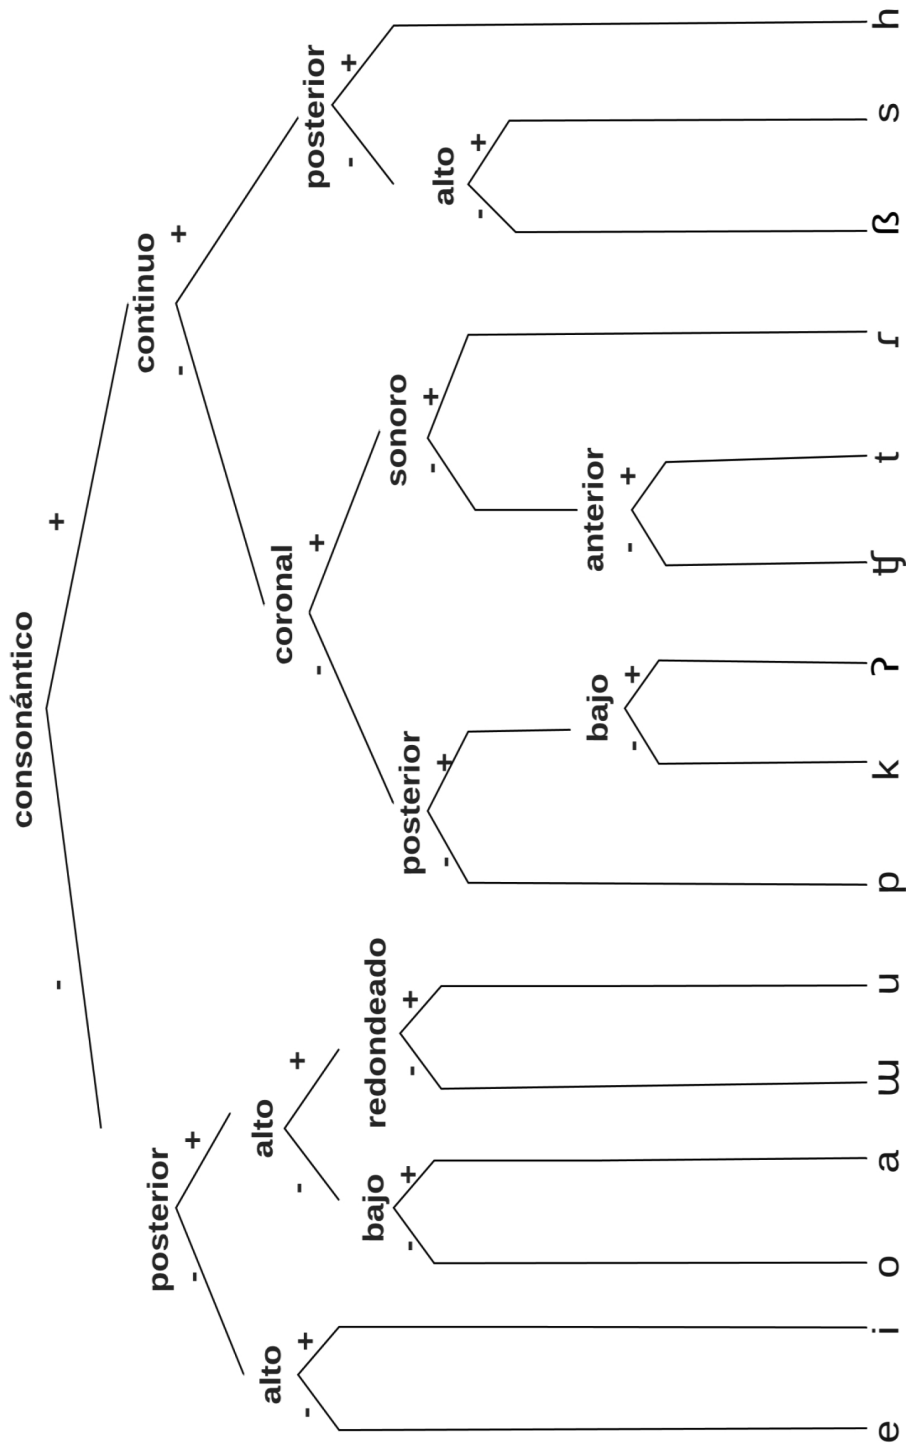 consonántico
- +
posterior continuo
- + - +
alto alto coronal posterior
- + - + - + - +
bajo redondeado posterior sonoro alto
- + - + - + - + - +
bajo anterior
- + - +
e i o a ɯ u p k ʔ ʧ t ɾ ß s h